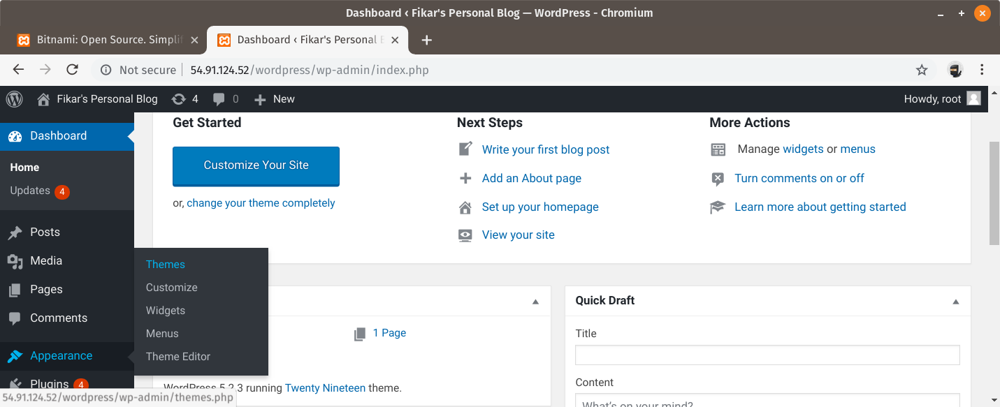 Dashboard ‹ Fikar's Personal Blog — WordPress - Chromium
Bitnami: Open Source. Simplif
Dashboard ‹ Fikar's Personal B
Not secure
54.91.124.52/wordpress/wp-admin/index.php
Fikar's Personal Blog 4 0 New
Howdy, root
Dashboard
Home
Updates 4
Posts
Media
Pages
Comments
Appearance
Plugins 4
Themes
Customize
Widgets
Menus
Theme Editor
Get Started
Customize Your Site
or, change your theme completely
Next Steps
Write your first blog post
Add an About page
Set up your homepage
View your site
More Actions
Manage widgets or menus
Turn comments on or off
Learn more about getting started
1 Page
WordPress 5.2.3 running Twenty Nineteen theme.
Quick Draft
Title
Content
What's on your mind?
54.91.124.52/wordpress/wp-admin/themes.php